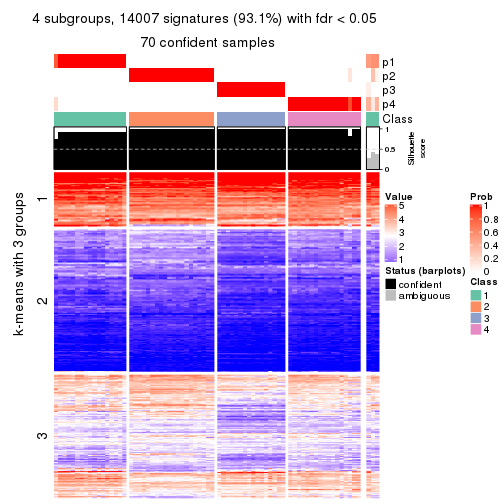 4 subgroups, 14007 signatures (93.1%) with fdr < 0.05
70 confident samples
p1
p2
p3
p4
Class
1
0.5
0
Silhouette
score
k-means with 3 groups
1
2
3
Value
5
4
3
2
1
Status (barplots)
confident
ambiguous
Prob
1
0.8
0.6
0.4
0.2
0
Class
1
2
3
4